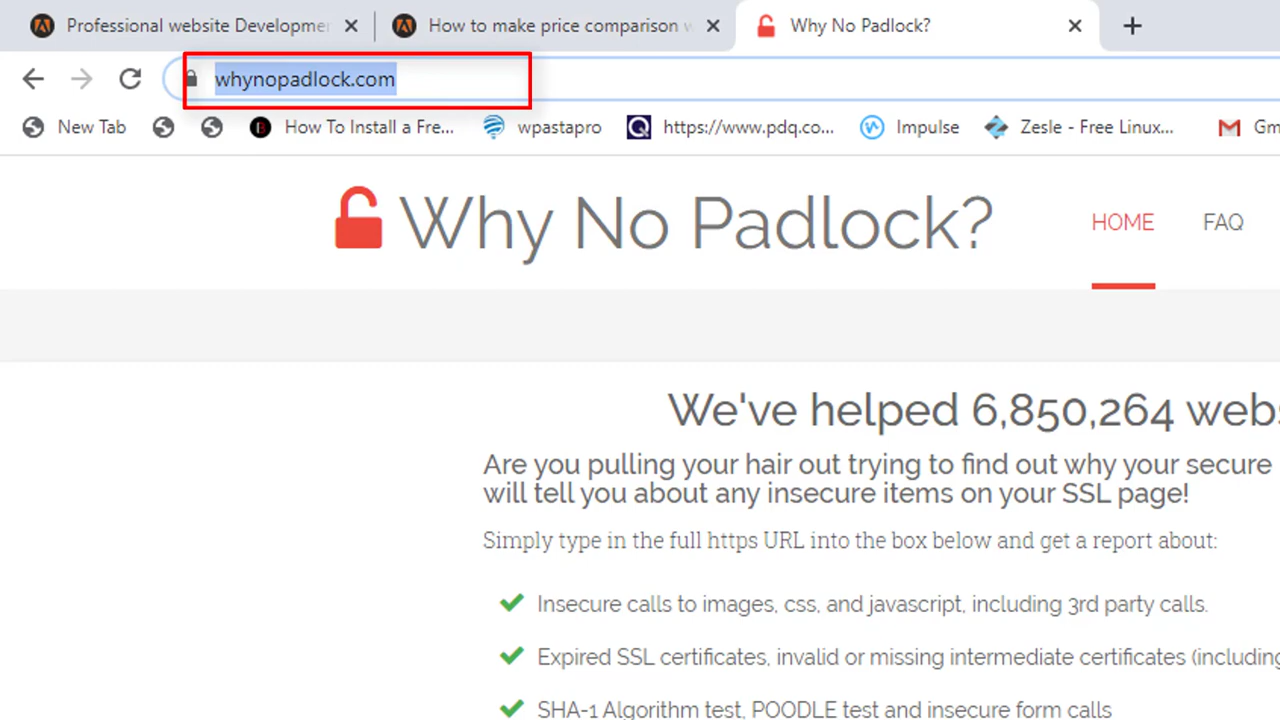 Professional website Developmer
How to make price comparison w
Why No Padlock?
whynopadlock.com
New Tab
How To Install a Fre...
wpastapro
https://www.pdq.co...
Impulse
Zesle - Free Linux...
Gm
Why No Padlock?
HOME
FAQ
We've helped 6,850,264 webs
Are you pulling your hair out trying to find out why your secure
will tell you about any insecure items on your SSL page!
Simply type in the full https URL into the box below and get a report about:
Insecure calls to images, css, and javascript, including 3rd party calls.
Expired SSL certificates, invalid or missing intermediate certificates (including
SHA-1 Algorithm test, POODLE test and insecure form calls